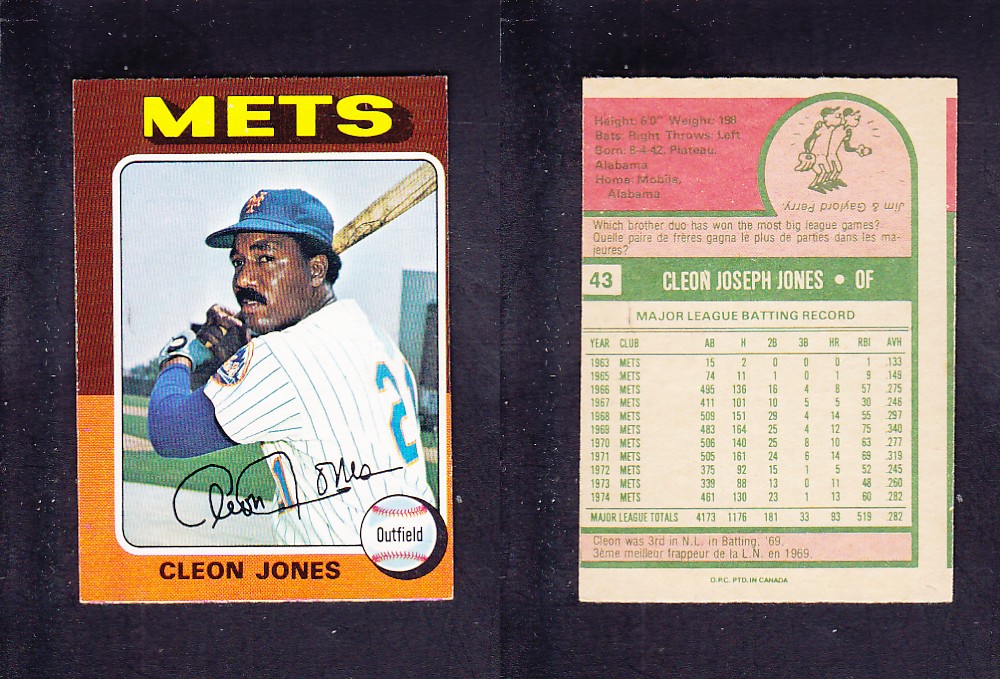 METS
Cleon Jones
Outfield
CLEON JONES
Height: 6'0" Weight: 198
Bats: Right Throws: Left
Born: 8-4-42, Plateau,
Alabama
Home: Mobile,
Alabama
Jim & Gaylord Perry
Which brother duo has won the most big league games?
Quelle paire de frères gagna le plus de parties dans les ma-
jeures?
43 CLEON JOSEPH JONES • OF
MAJOR LEAGUE BATTING RECORD
YEAR CLUB AB H 2B 3B HR RBI AVH
1963 METS 15 2 0 0 0 1 .133
1965 METS 74 11 1 0 1 9 .149
1966 METS 495 136 16 4 8 57 .275
1967 METS 411 101 10 5 5 30 .246
1968 METS 509 151 29 4 14 55 .297
1969 METS 483 164 25 4 12 75 .340
1970 METS 506 140 25 8 10 63 .277
1971 METS 505 161 24 6 14 69 .319
1972 METS 375 92 15 1 5 52 .245
1973 METS 339 88 13 0 11 48 .260
1974 METS 461 130 23 1 13 60 .282
MAJOR LEAGUE TOTALS 4173 1176 181 33 93 519 .282
Cleon was 3rd in N.L. in Batting, '69.
3ème meilleur frappeur de la L.N. en 1969.
O.P.C. PTD. IN CANADA